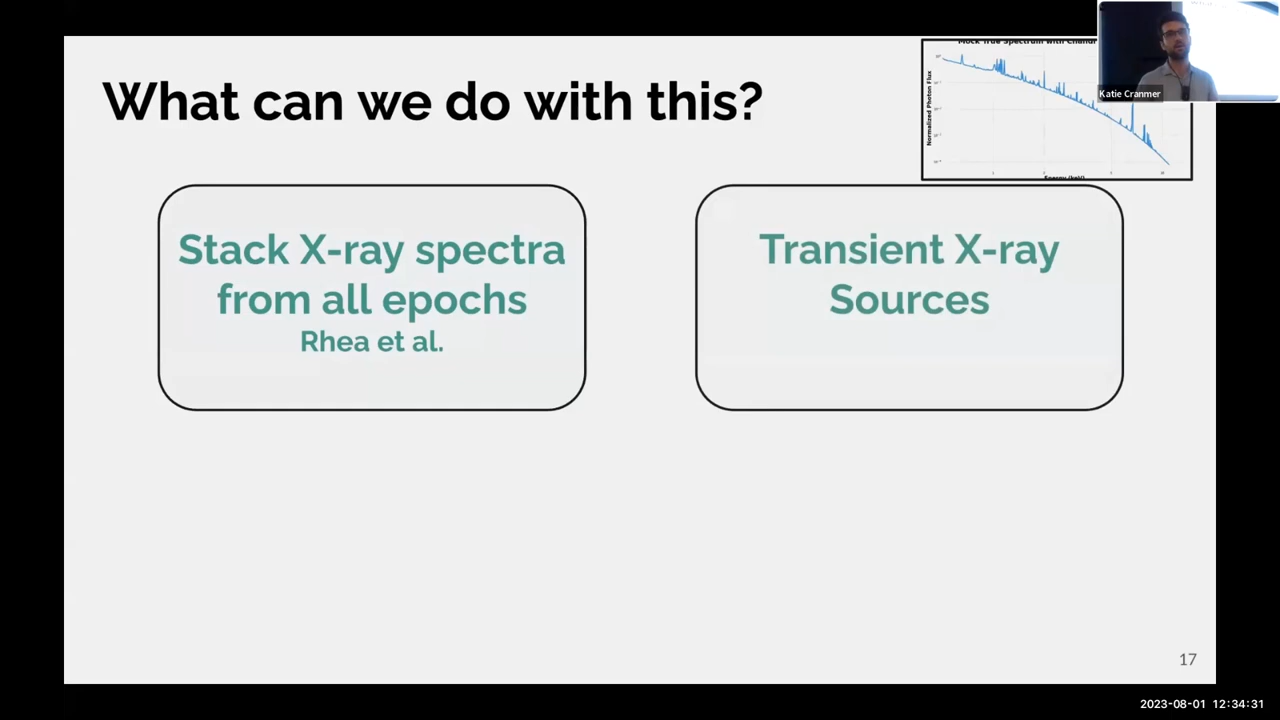 What can we do with this?
Mock True Spectrum with Chandr
Normalized Photon Flux
Energy (keV)
Katie Cranmer
Stack X-ray spectra
from all epochs
Rhea et al.
Transient X-ray
Sources
17
2023-08-01 12:34:31